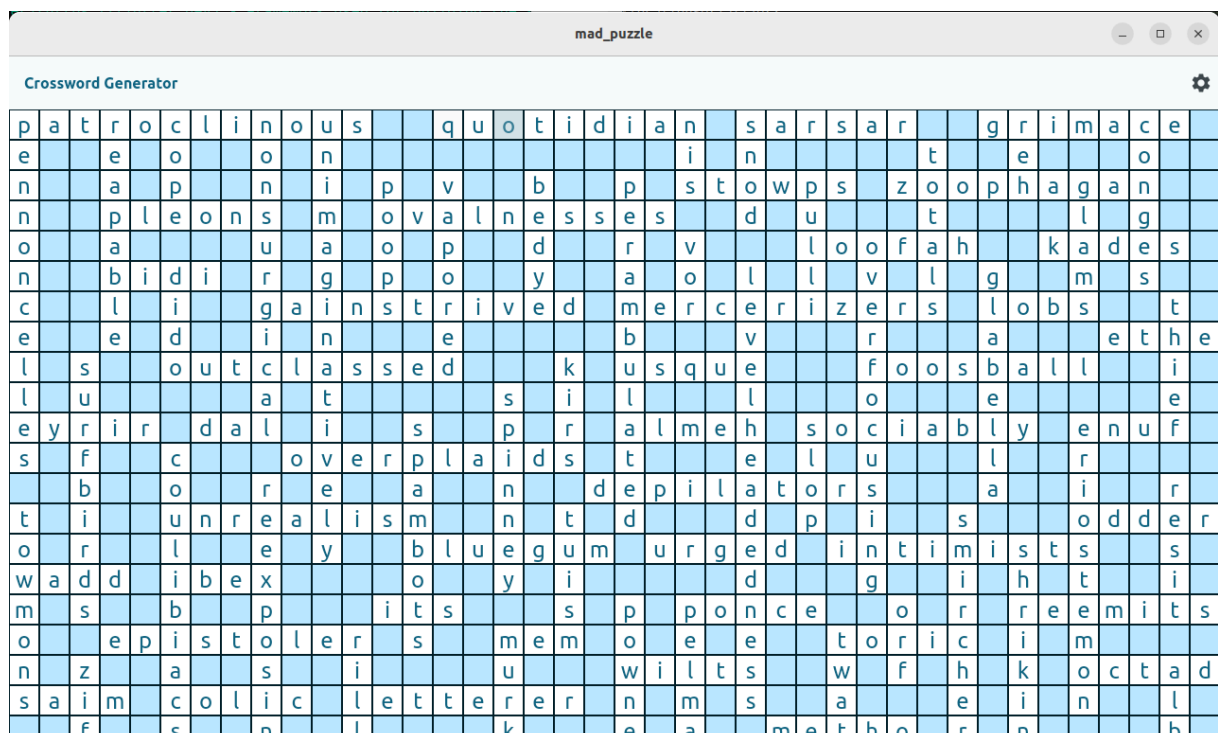 mad_puzzle
Crossword Generator
patroclinous quotidian sarsar grimace
e e o o n i n t e o
n a p n i p v b p stowps zoophagan
n pleons m ovalnesses d u t l g
o a u a o p d r v loofah kades
n bidi r g p o y a o l l v l g m s
c l i gainstrived mercerizers lobs t
e e d i n e b v r a ethe
l s outclassed k usque foosball i
l u a t s i l l o e e
eyrir dal i s p r almeh sociably enuf
s f c overplaids t e l u l r
b o r e a n depilators a i r
t i unrealism n t d d p i s odder
o r l e y bluegum urged intimists s
wadd ibex o y i d g i h t i
m s b p its s p ponce o r reemits
o epistoler s mem o e e toric i m
n z a s i u wilts w f h k octad
saim colic letterer n m s a e i n l